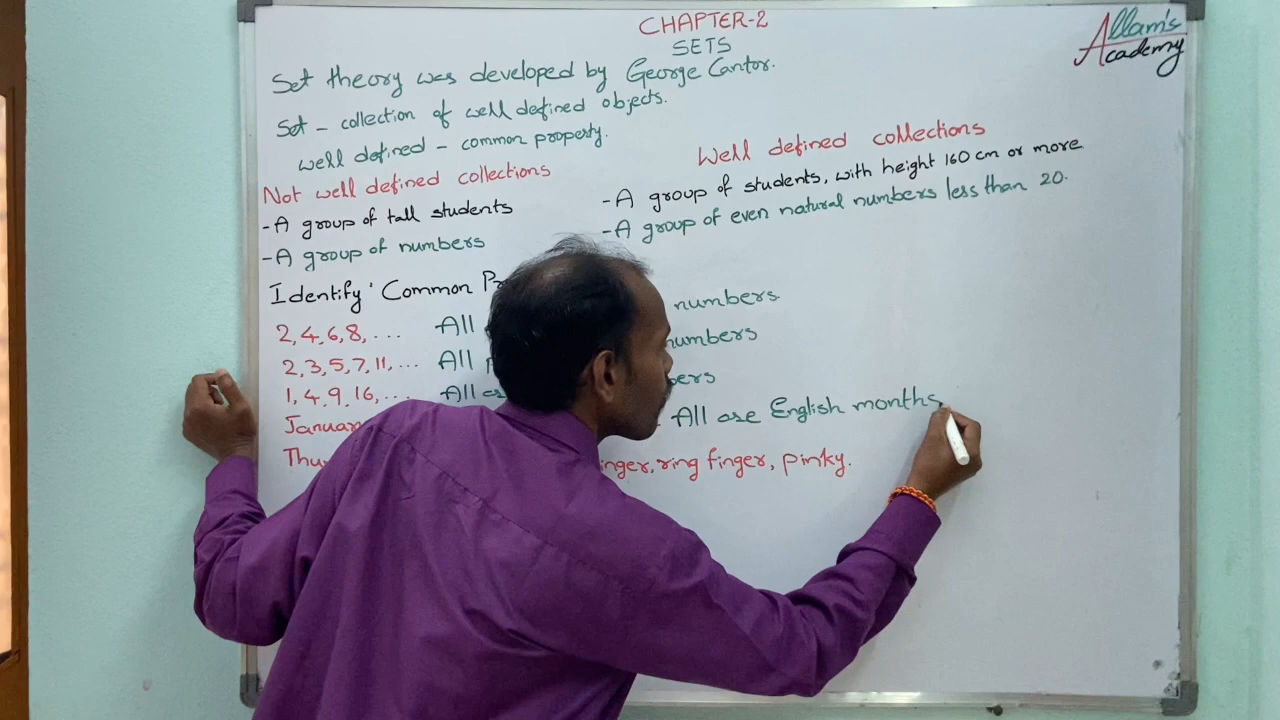 CHAPTER-2
SETS
Allam's
Academy
Set theory was developed by George Cantor.
Set - collection of well defined objects.
well defined - common property.
Not well defined collections
-A group of tall students
-A group of numbers
Well defined collections
-A group of students, with height 160 cm or more
-A group of even natural numbers less than 20.
Identify Common
2, 4, 6, 8, ... All numbers.
2, 3, 5, 7, 11, ... All numbers
1, 4, 9, 16, ... All
All are English months
ring finger, pinky.